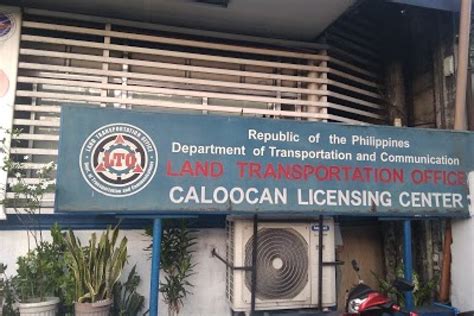 Republic of the Philippines
Department of Transportation and Communication
LAND TRANSPORTATION OFFICE
CALOOCAN LICENSING CENTER
LAND TRANSPORTATION OFFICE
LTO